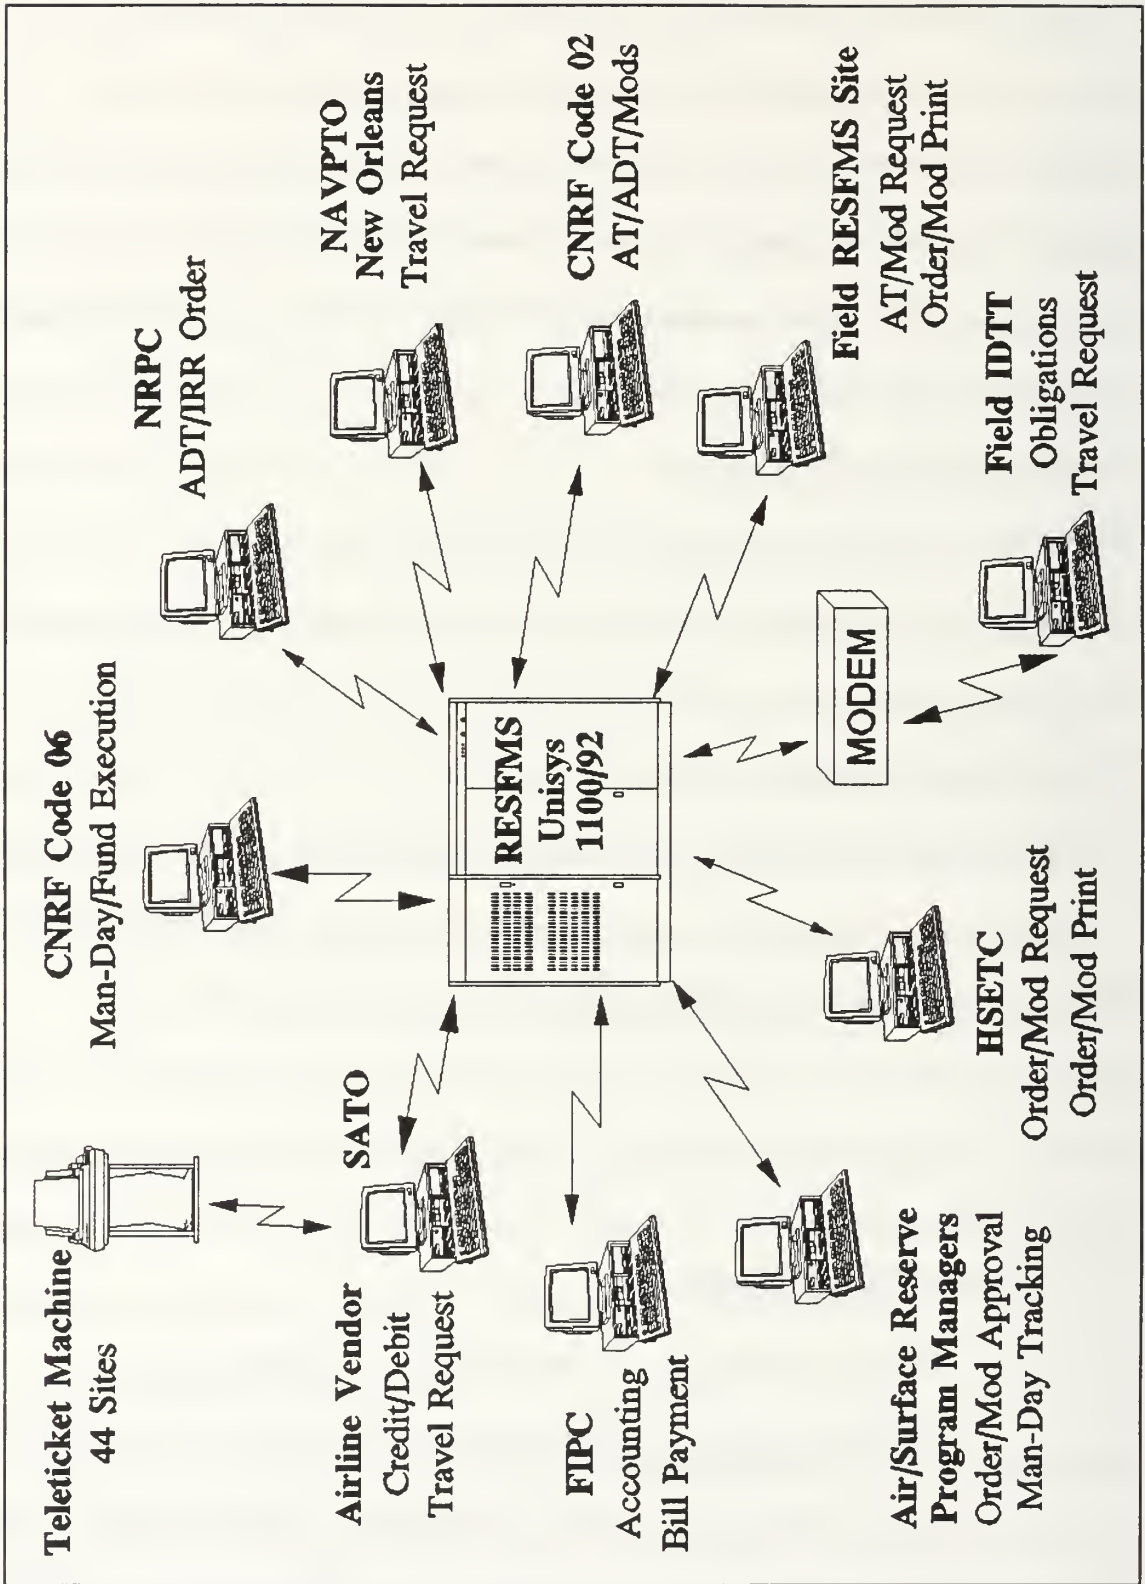 Teleticket Machine
44 Sites
CNRF Code 06
Man-Day/Fund Execution
NRPC
ADT/IRR Order
NAVPTO
New Orleans
Travel Request
CNRF Code 02
AT/ADT/Mods
Field RESFMS Site
AT/Mod Request
Order/Mod Print
Field IDTT
Obligations
Travel Request
MODEM
RESFMS
Unisys
1100/92
SATO
Airline Vendor
Credit/Debit
Travel Request
FIPC
Accounting
Bill Payment
Air/Surface Reserve
Program Managers
Order/Mod Approval
Man-Day Tracking
HSETC
Order/Mod Request
Order/Mod Print